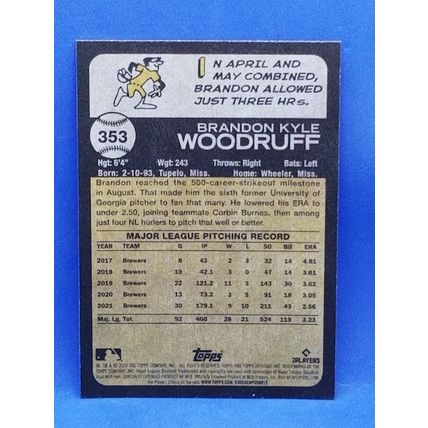 IN APRIL AND
MAY COMBINED,
BRANDON ALLOWED
JUST THREE HRs.
353
BRANDON KYLE
WOODRUFF
Hgt: 6'4" Wgt: 243 Throws: Right Bats: Left
Born: 2-10-93, Tupelo, Miss. Home: Wheeler, Miss.
Brandon reached the 500-career-strikeout milestone
in August. That made him the sixth former University of
Georgia pitcher to fan that many. He lowered his ERA to
under 2.50, joining teammate Corbin Burnes, then among
just four NL hurlers to pitch that well or better.
MAJOR LEAGUE PITCHING RECORD
YEAR TEAM G IP W L SO BB ERA
2017 Brewers 8 43 2 3 32 14 4.81
2018 Brewers 19 42.1 3 0 47 14 3.61
2019 Brewers 22 121.2 11 3 143 30 3.62
2020 Brewers 13 73.2 3 5 91 18 3.05
2021 Brewers 30 179.1 9 10 211 43 2.56
Maj. Lg. Tot. 92 460 28 21 524 119 3.23
Topps
PLAYERS